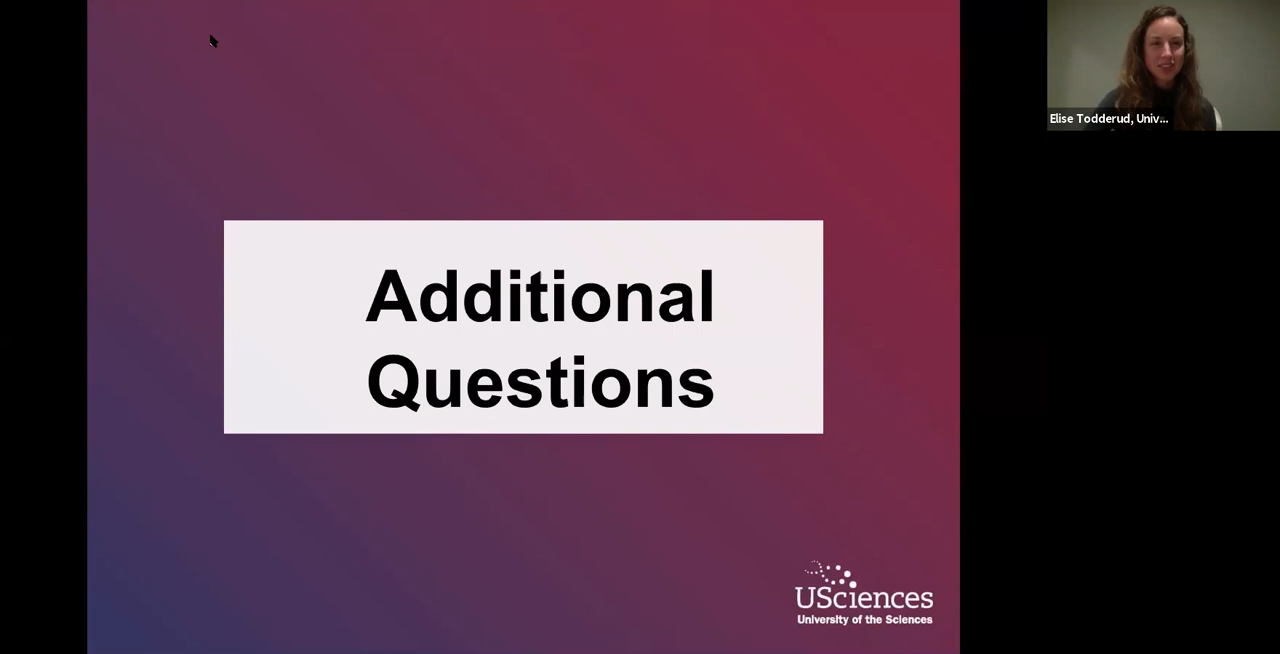 Elise Todderud, Univ...
Additional
Questions
USciences
University of the Sciences